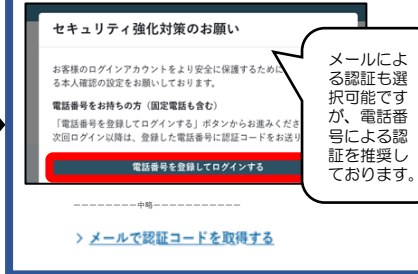 セキュリティ強化対策のお願い
お客様のログインアカウントをより安全に保護するために
る本人確認の設定をお願いしております。
電話番号をお持ちの方（固定電話も含む）
「電話番号を登録してログインする」ボタンからお進みくださ
次回ログイン以降は、登録した電話番号に認証コードをお送り
電話番号を登録してログインする
--------中略------------
> メールで認証コードを取得する
メールによ
る認証も選
択可能です
が、電話番
号による認
証を推奨し
ております。